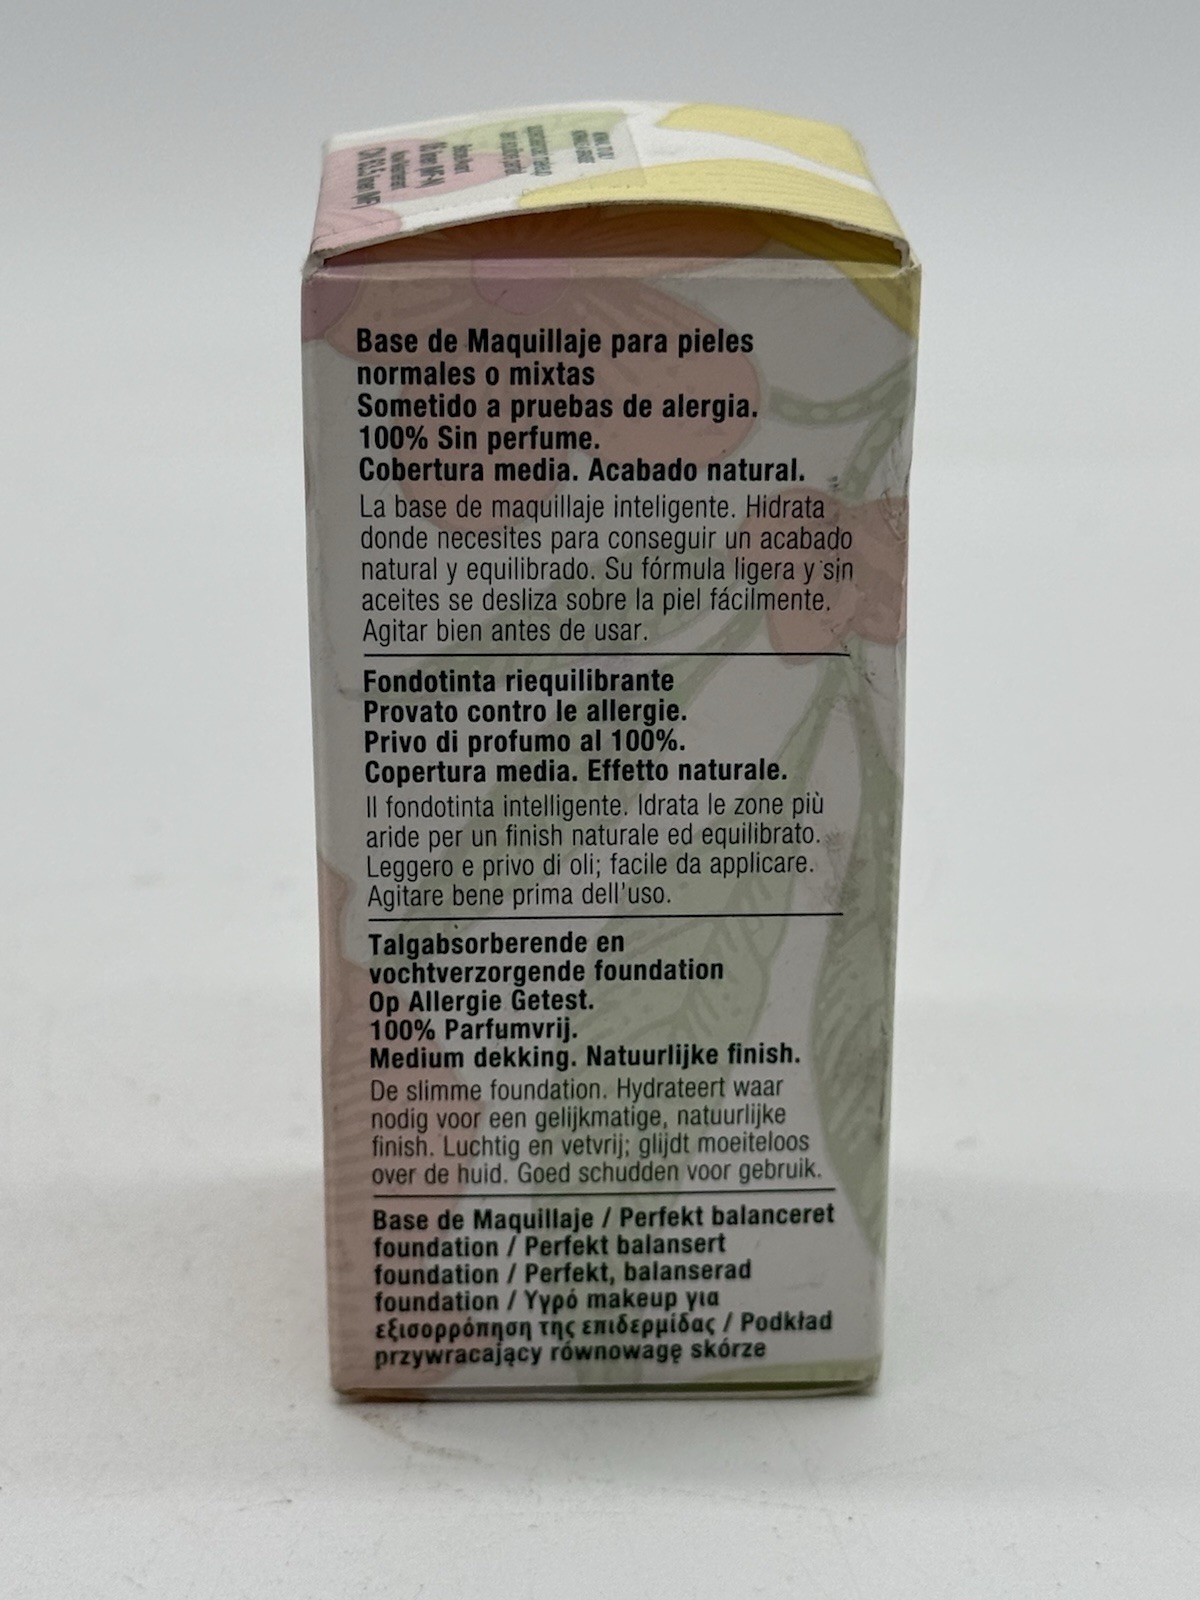 Base de Maquillaje para pieles
normales o mixtas
Sometido a pruebas de alergia.
100% Sin perfume.
Cobertura media. Acabado natural.
La base de maquillaje inteligente. Hidrata
donde necesites para conseguir un acabado
natural y equilibrado. Su fórmula ligera y sin
aceites se desliza sobre la piel fácilmente.
Agitar bien antes de usar.
Fondotinta riequilibrante
Provato contro le allergie.
Privo di profumo al 100%.
Copertura media. Effetto naturale.
Il fondotinta intelligente. Idrata le zone più
aride per un finish naturale ed equilibrato.
Leggero e privo di oli; facile da applicare.
Agitare bene prima dell'uso.
Talgabsorberende en
vochtverzorgende foundation
Op Allergie Getest.
100% Parfumvrij.
Medium dekking. Natuurlijke finish.
De slimme foundation. Hydrateert waar
nodig voor een gelijkmatige, natuurlijke
finish. Luchtig en vetvrij; glijdt moeiteloos
over de huid. Goed schudden voor gebruik.
Base de Maquillaje / Perfekt balanceret
foundation / Perfekt balansert
foundation / Perfekt, balanserad
foundation / Υγρό makeup για
εξισορρόπηση της επιδερμίδας / Podkład
przywracający równowagę skórze